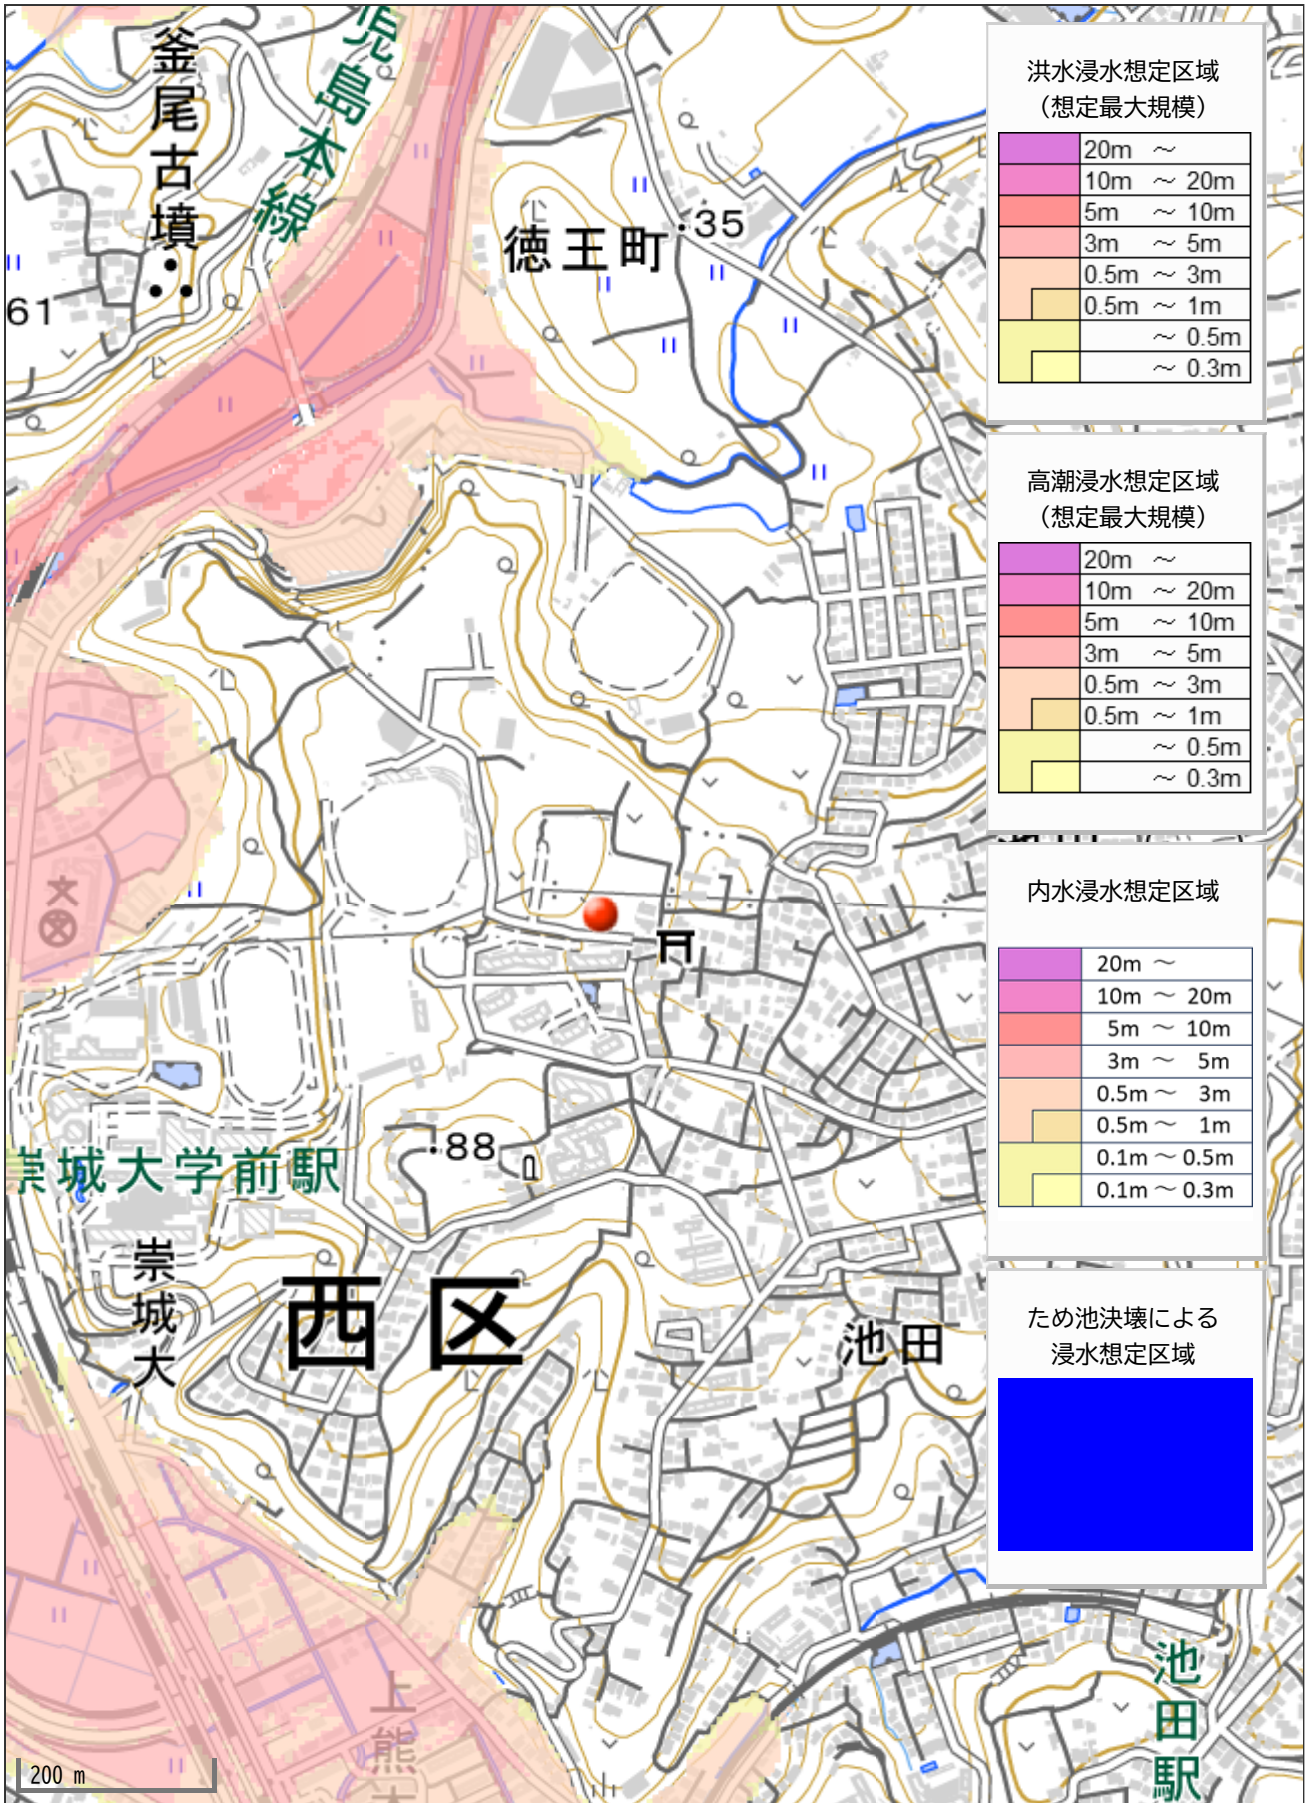 釜尾古墳
児島本線
徳王町
35
61
88
崇城大学前駅
崇城大
西区
池田
上熊本
池田駅
200 m
洪水浸水想定区域
（想定最大規模）
20m ～
10m ～ 20m
5m ～ 10m
3m ～ 5m
0.5m ～ 3m
0.5m ～ 1m
～ 0.5m
～ 0.3m
高潮浸水想定区域
（想定最大規模）
20m ～
10m ～ 20m
5m ～ 10m
3m ～ 5m
0.5m ～ 3m
0.5m ～ 1m
～ 0.5m
～ 0.3m
内水浸水想定区域
20m ～
10m ～ 20m
5m ～ 10m
3m ～ 5m
0.5m ～ 3m
0.5m ～ 1m
0.1m ～ 0.5m
0.1m ～ 0.3m
ため池決壊による
浸水想定区域